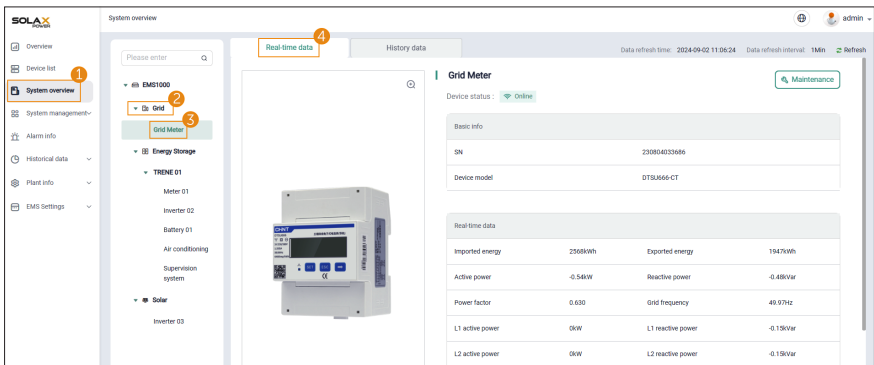 SOLAX
POWER
System overview
admin
Overview
Device list
1
System overview
System management
Alarm info
Historical data
Plant info
EMS Settings
Please enter
EMS1000
2
Grid
3
Grid Meter
Energy Storage
TRENE 01
Meter 01
Inverter 02
Battery 01
Air conditioning
Supervision
system
Solar
Inverter 03
4
Real-time data
History data
Data refresh time: 2024-09-02 11:06:24 Data refresh interval: 1Min Refresh
CHNT
Grid Meter
Maintenance
Device status : Online
Basic info
SN 230804033686
Device model DTSU666-CT
Real-time data
Imported energy 2568kWh Exported energy 1947kWh
Active power -0.54kW Reactive power -0.48kVar
Power factor 0.630 Grid frequency 49.97Hz
L1 active power 0kW L1 reactive power -0.15kVar
L2 active power 0kW L2 reactive power -0.15kVar